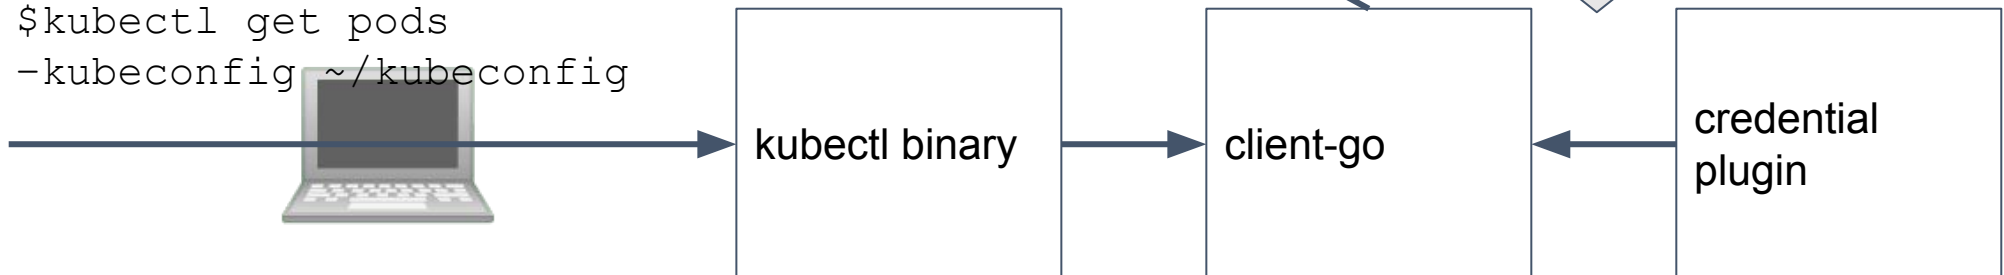 $kubectl get pods
-kubeconfig ~/kubeconfig
kubectl binary
client-go
credential
plugin